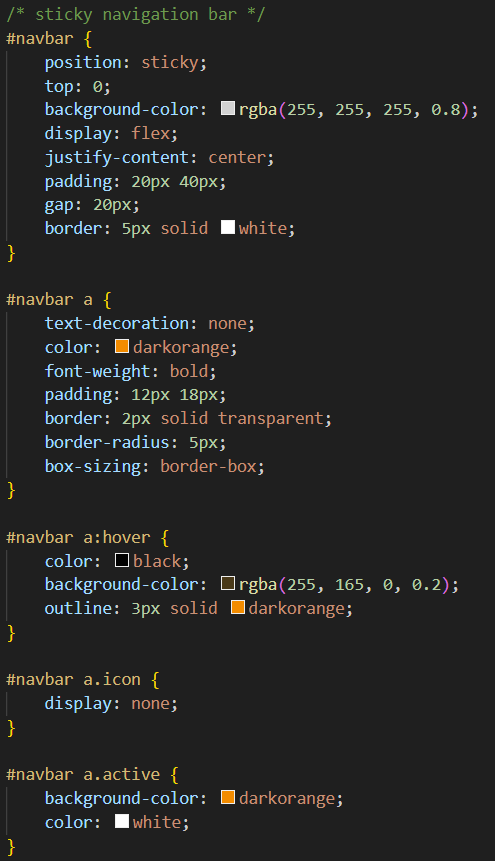 /* sticky navigation bar */
#navbar {
    position: sticky;
    top: 0;
    background-color: rgba(255, 255, 255, 0.8);
    display: flex;
    justify-content: center;
    padding: 20px 40px;
    gap: 20px;
    border: 5px solid white;
}

#navbar a {
    text-decoration: none;
    color: darkorange;
    font-weight: bold;
    padding: 12px 18px;
    border: 2px solid transparent;
    border-radius: 5px;
    box-sizing: border-box;
}

#navbar a:hover {
    color: black;
    background-color: rgba(255, 165, 0, 0.2);
    outline: 3px solid darkorange;
}

#navbar a.icon {
    display: none;
}

#navbar a.active {
    background-color: darkorange;
    color: white;
}